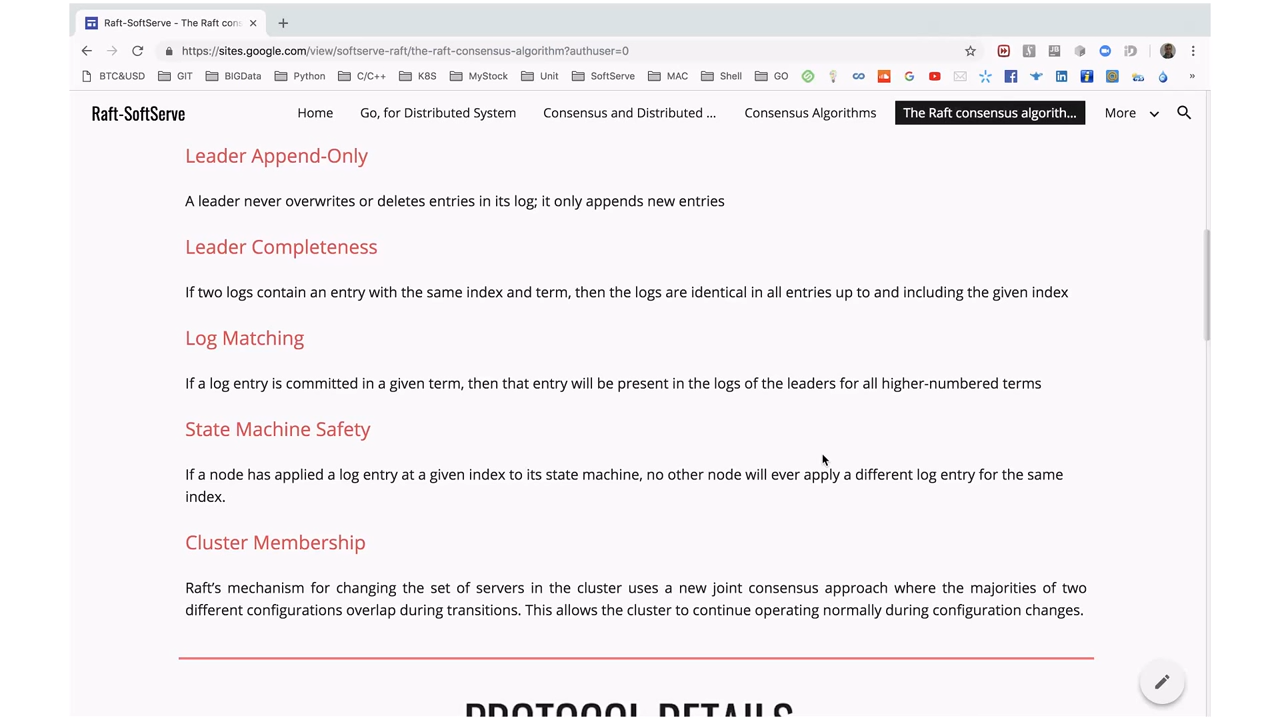 Raft-SoftServe - The Raft con
https://sites.google.com/view/softserve-raft/the-raft-consensus-algorithm?authuser=0
BTC&USD GIT BIGData Python C/C++ K8S MyStock Unit SoftServe MAC Shell GO
Raft-SoftServe Home Go, for Distributed System Consensus and Distributed ... Consensus Algorithms The Raft consensus algorith... More
Leader Append-Only
A leader never overwrites or deletes entries in its log; it only appends new entries
Leader Completeness
If two logs contain an entry with the same index and term, then the logs are identical in all entries up to and including the given index
Log Matching
If a log entry is committed in a given term, then that entry will be present in the logs of the leaders for all higher-numbered terms
State Machine Safety
If a node has applied a log entry at a given index to its state machine, no other node will ever apply a different log entry for the same
index.
Cluster Membership
Raft’s mechanism for changing the set of servers in the cluster uses a new joint consensus approach where the majorities of two
different configurations overlap during transitions. This allows the cluster to continue operating normally during configuration changes.
PROTOCOL DETAILS